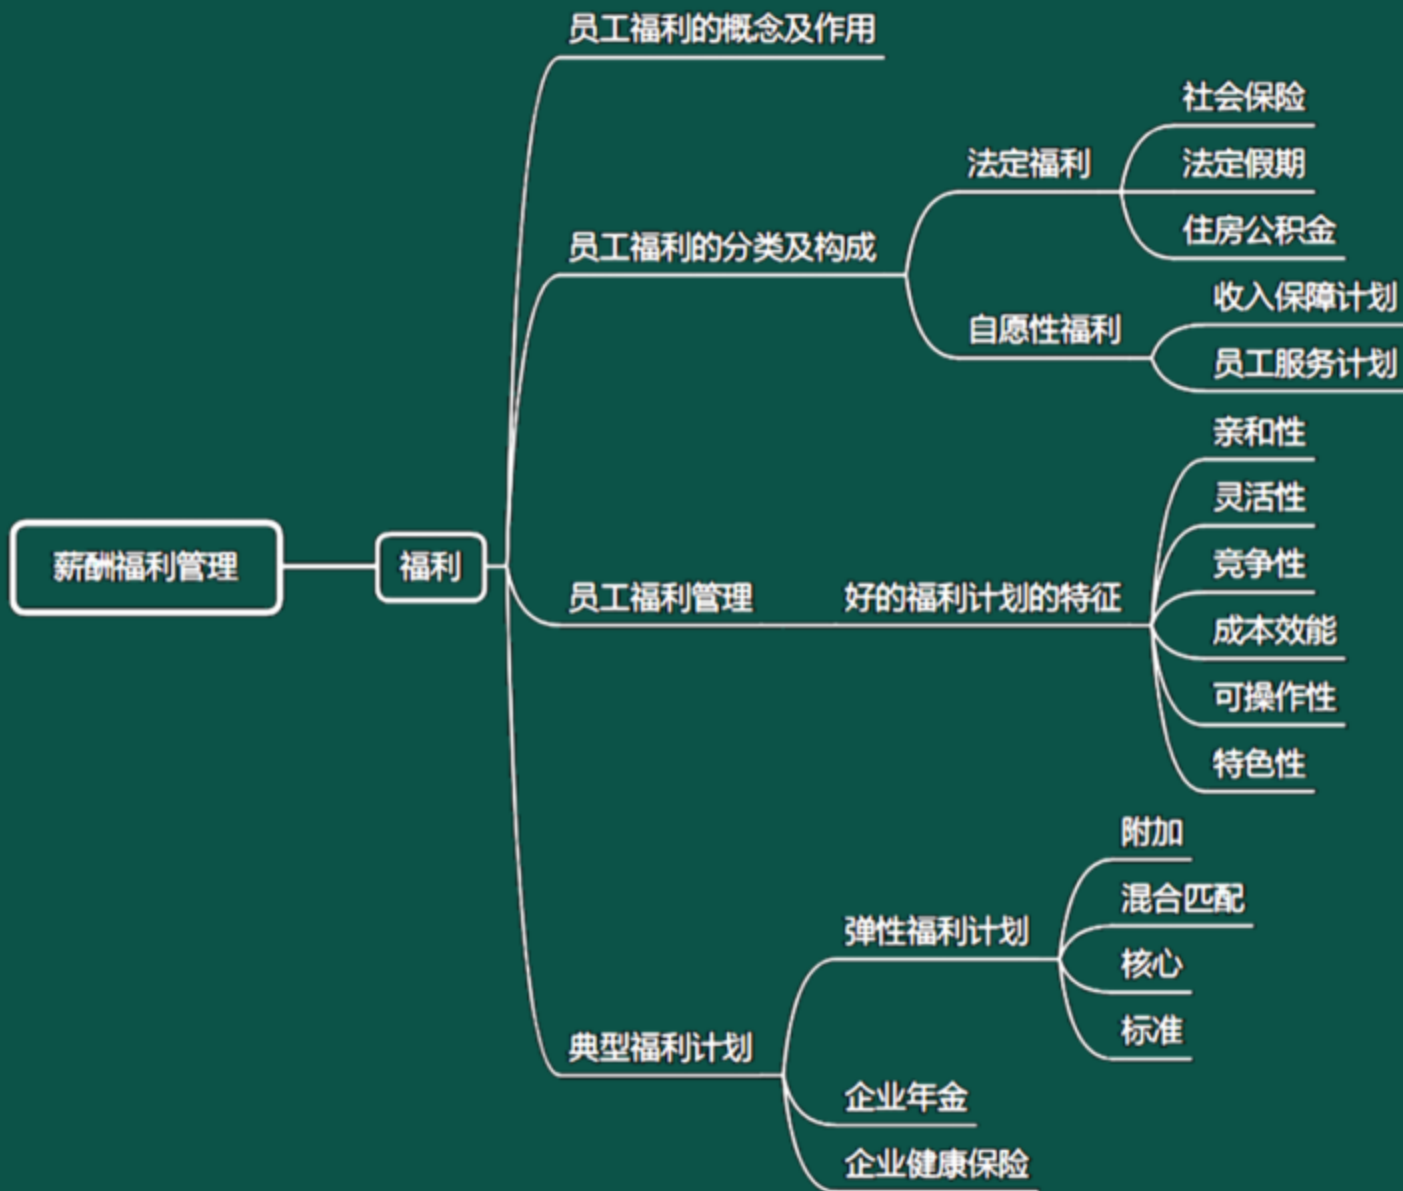 员工福利的概念及作用
社会保险
法定福利
法定假期
员工福利的分类及构成
住房公积金
收入保障计划
自愿性福利
员工服务计划
亲和性
灵活性
薪酬福利管理
福利
竞争性
员工福利管理
好的福利计划的特征
成本效能
可操作性
特色性
附加
混合匹配
弹性福利计划
核心
标准
典型福利计划
企业年金
企业健康保险